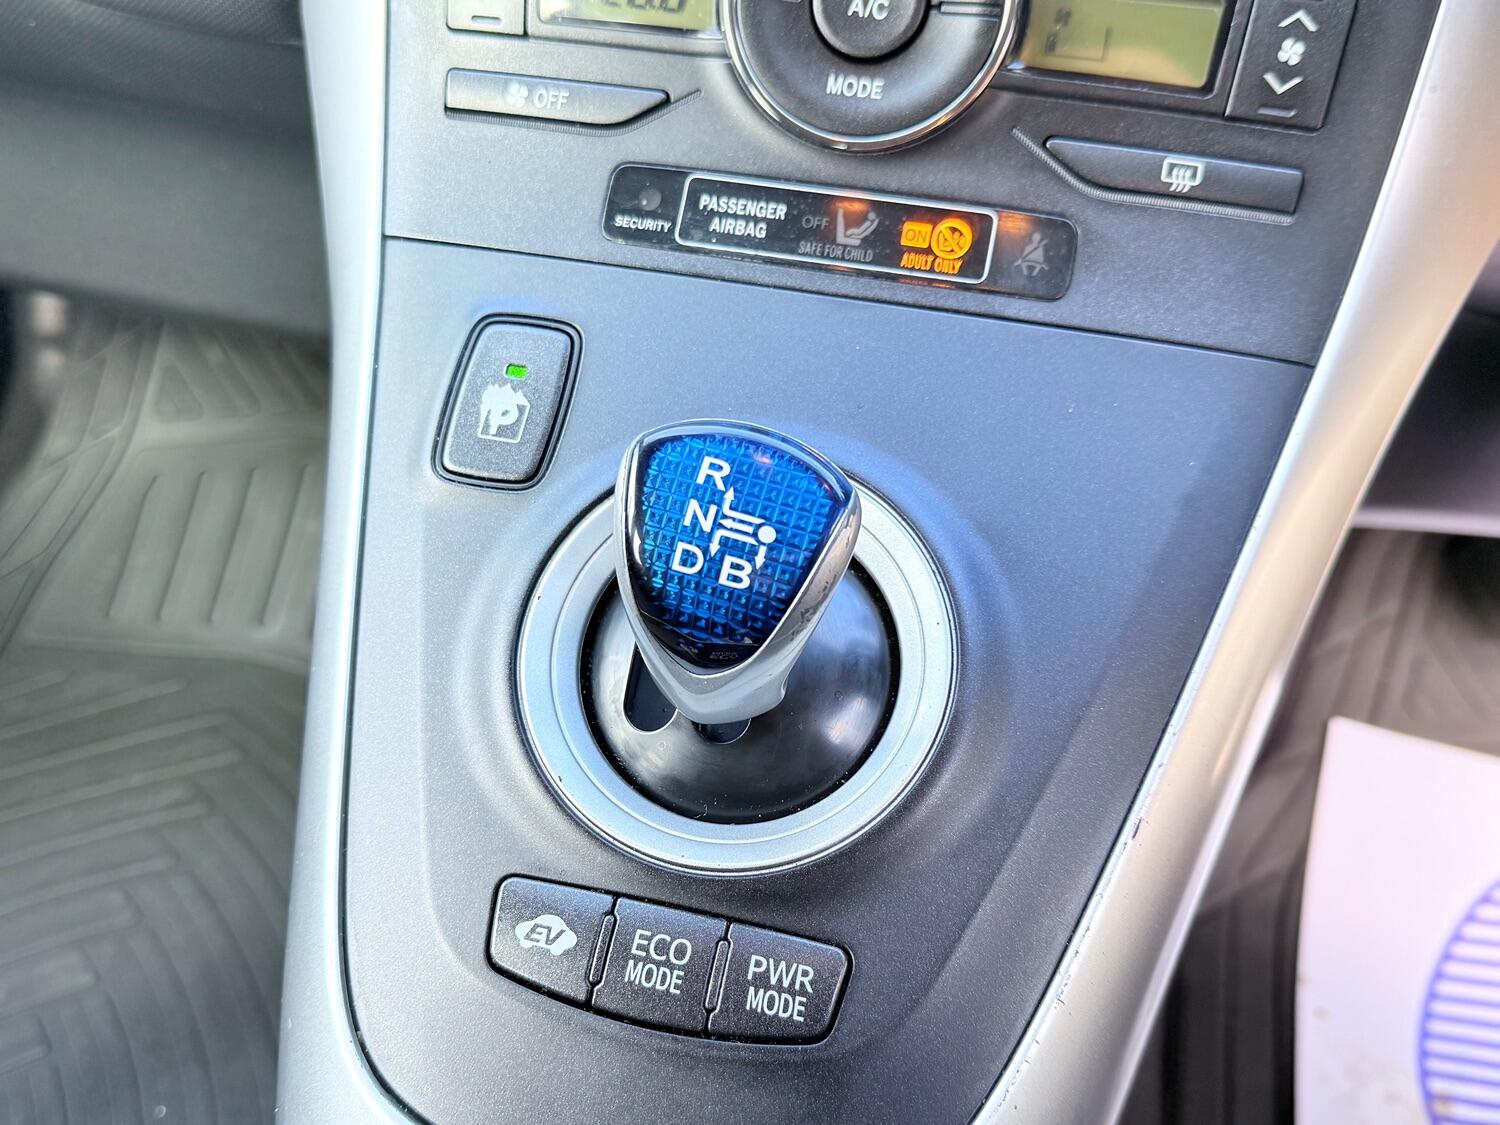 A/C
MODE
OFF
SECURITY
PASSENGER
AIRBAG
OFF
SAFE FOR CHILD
ON
ADULT ONLY
P
R
N
D B
EV
ECO
MODE
PWR
MODE